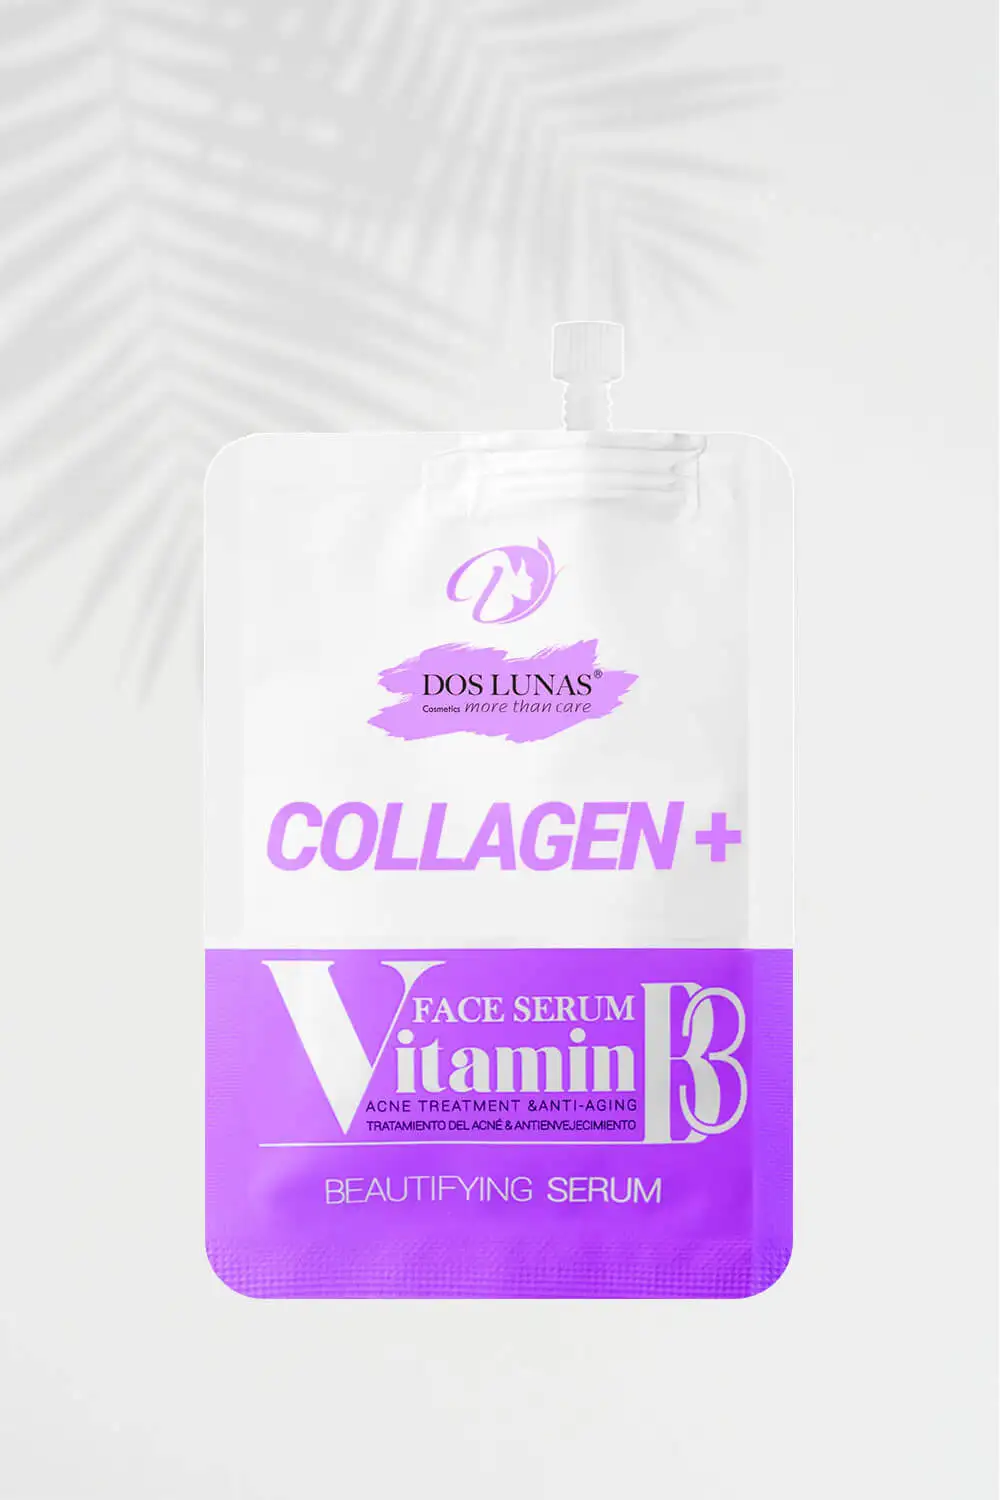 DOS LUNAS®
Cosmetics more than care
COLLAGEN +
FACE SERUM
Vitamin B3
ACNE TREATMENT &ANTI-AGING
TRATAMIENTO DEL ACNÉ & ANTIENVEJECIMIENTO
BEAUTIFYING SERUM